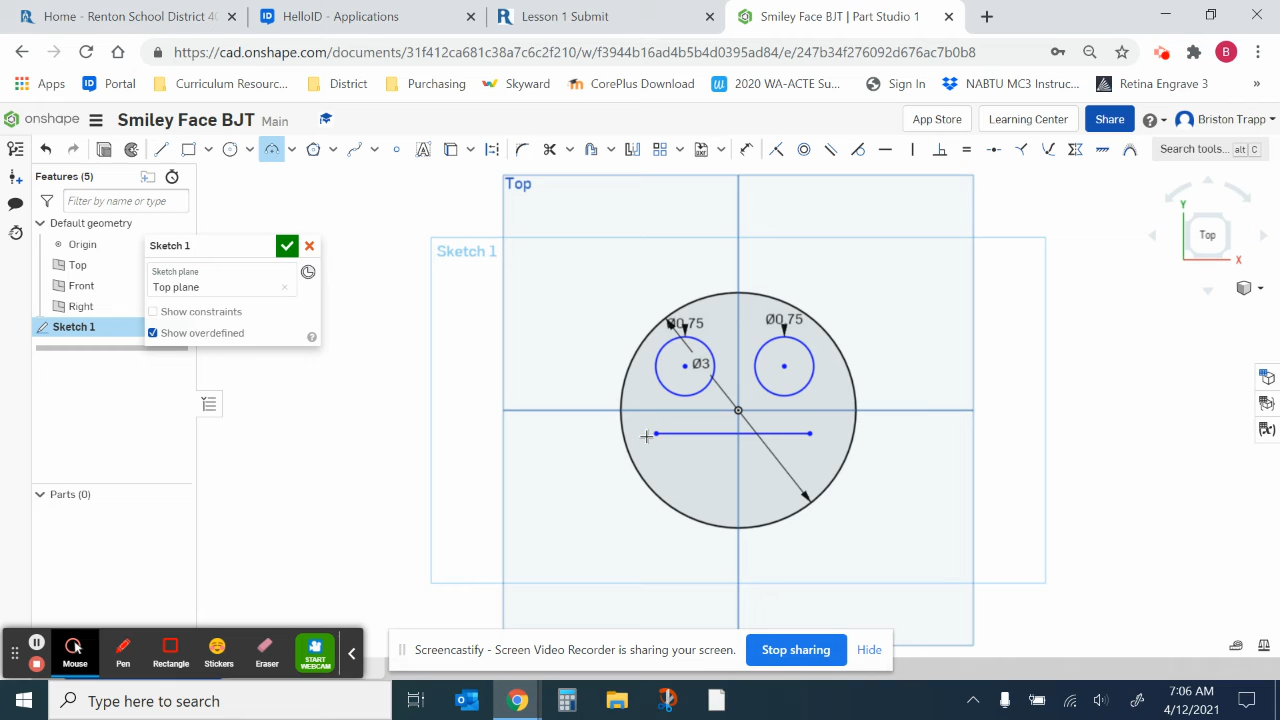 Home - Renton School District 40
HelloID - Applications
Lesson 1 Submit
Smiley Face BJT | Part Studio 1
https://cad.onshape.com/documents/31f412ca681c38a7c6c2f210/w/f3944b16ad4b5b4d0395ad84/e/247b34f276092d676ac7b0b8
B
Apps
Portal
Curriculum Resourc...
District
Purchasing
Skyward
CorePlus Download
2020 WA-ACTE Su...
Sign In
NABTU MC3 Instruc...
Retina Engrave 3
»
onshape
Smiley Face BJT
Main
App Store
Learning Center
Share
Briston Trapp
Search tools...
alt C
Features (5)
Filter by name or type
Default geometry
Origin
Top
Front
Right
Sketch 1
Parts (0)
Sketch 1
Sketch plane
Top plane
Show constraints
Show overdefined
Top
Sketch 1
Ø0.75
Ø0.75
Ø3
Y
Top
X
Mouse
Pen
Rectangle
Stickers
Eraser
START
WEBCAM
Screencastify - Screen Video Recorder is sharing your screen.
Stop sharing
Hide
Type here to search
7:06 AM
4/12/2021